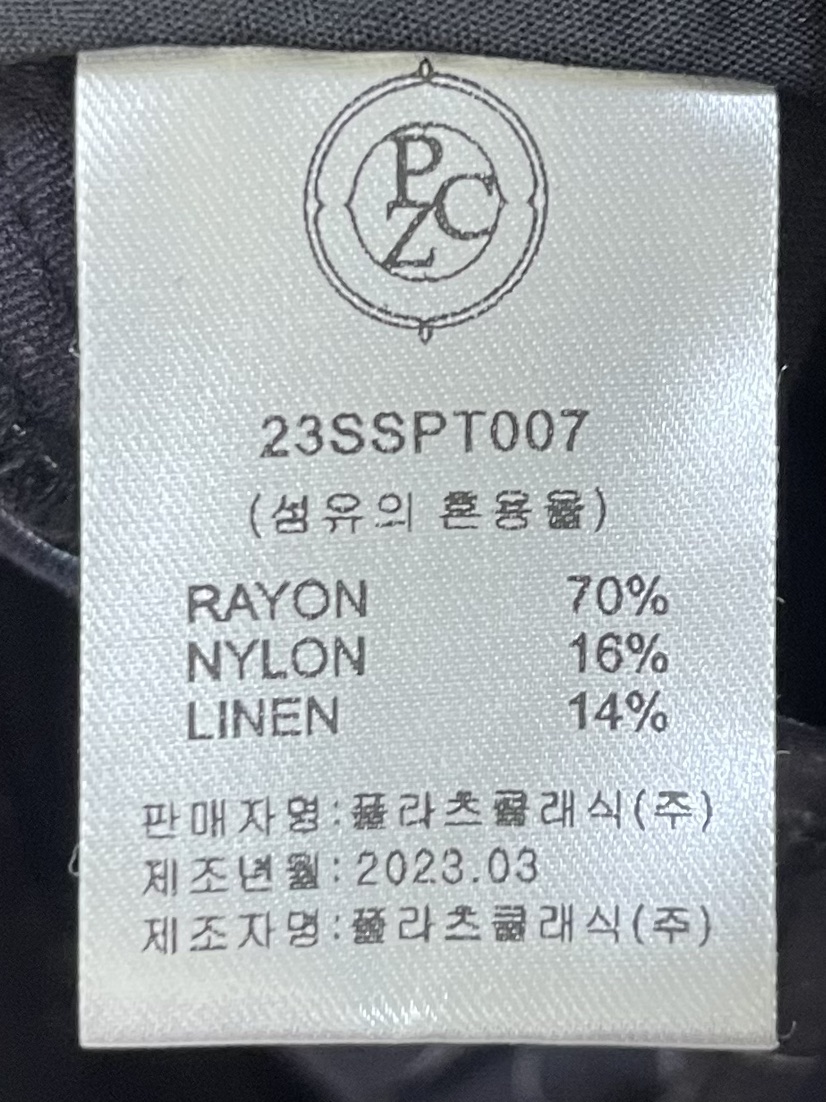 PZC
23SSPT007
(섬유의 혼용율)
RAYON 70%
NYLON 16%
LINEN 14%
판매자명:플라츠클래식(주)
제조년월:2023.03
제조자명:플라츠클래식(주)